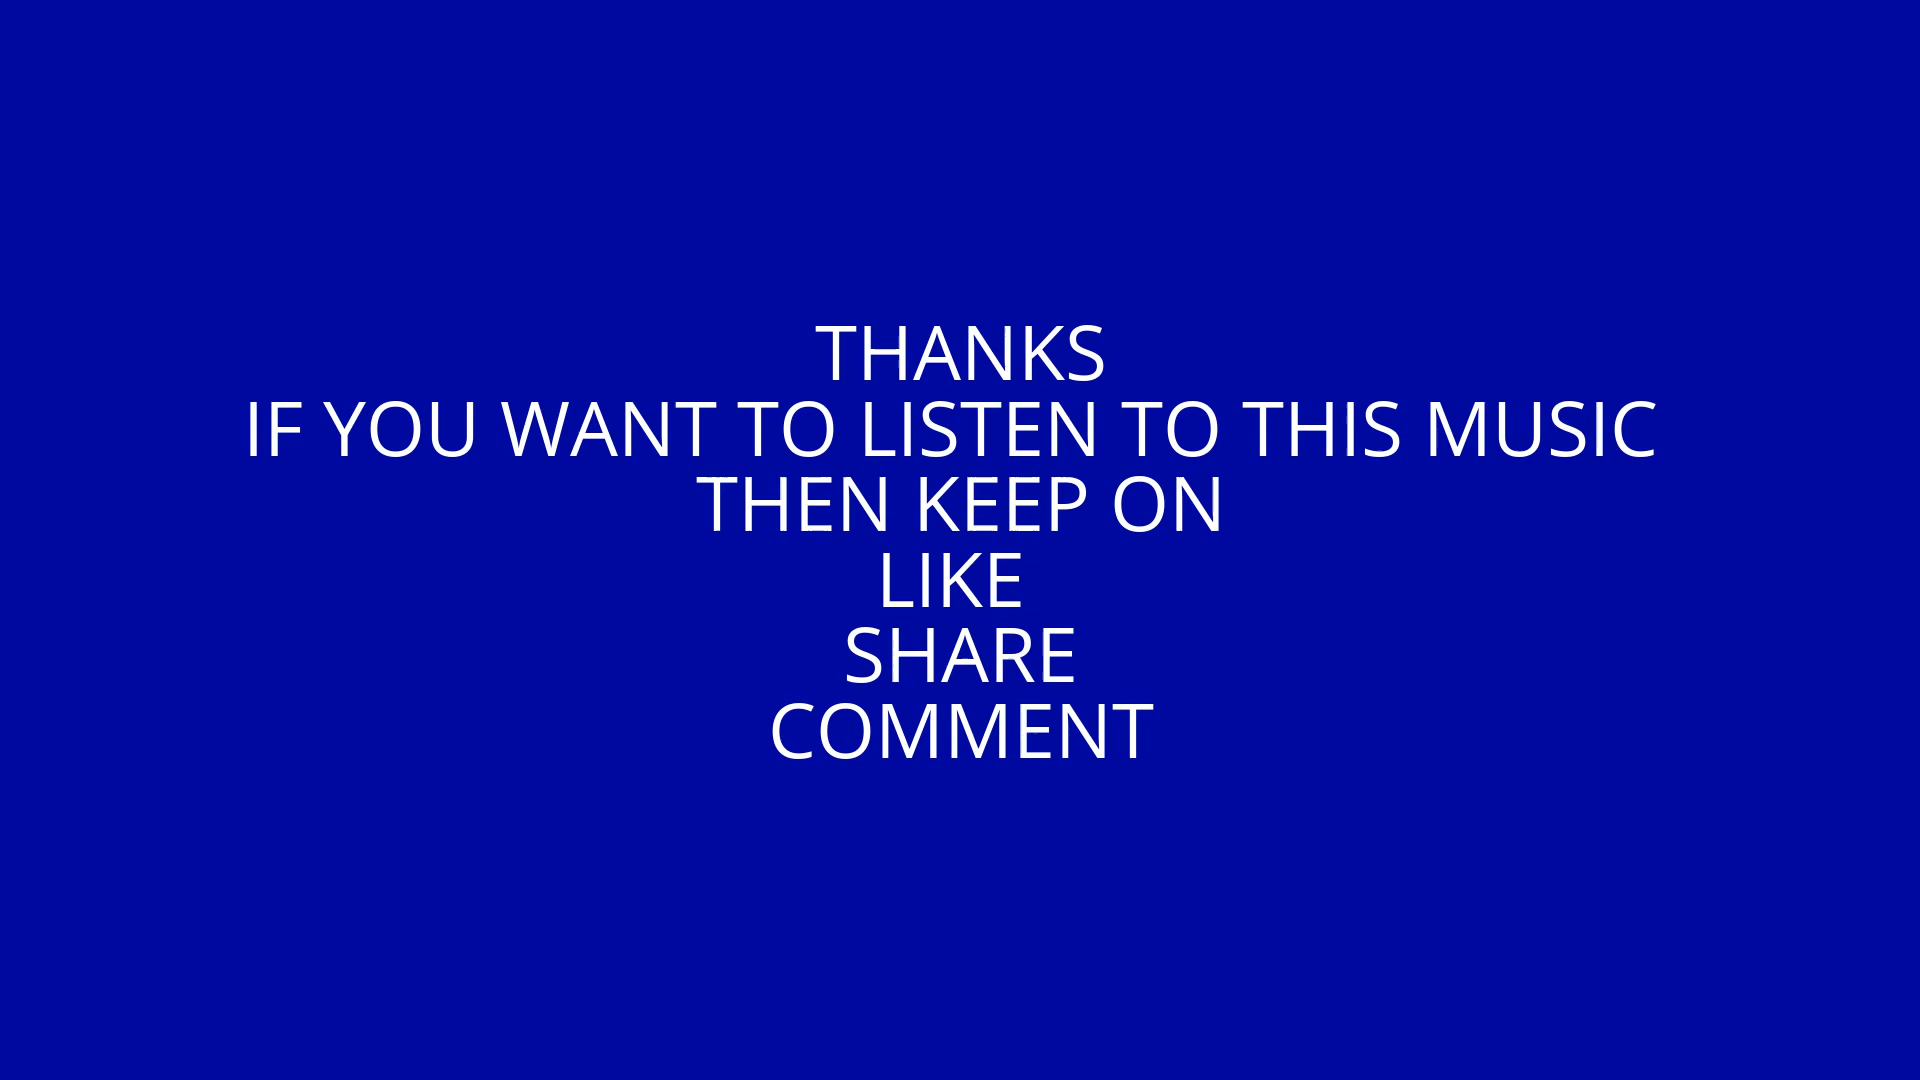 THANKS
IF YOU WANT TO LISTEN TO THIS MUSIC
THEN KEEP ON
LIKE
SHARE
COMMENT